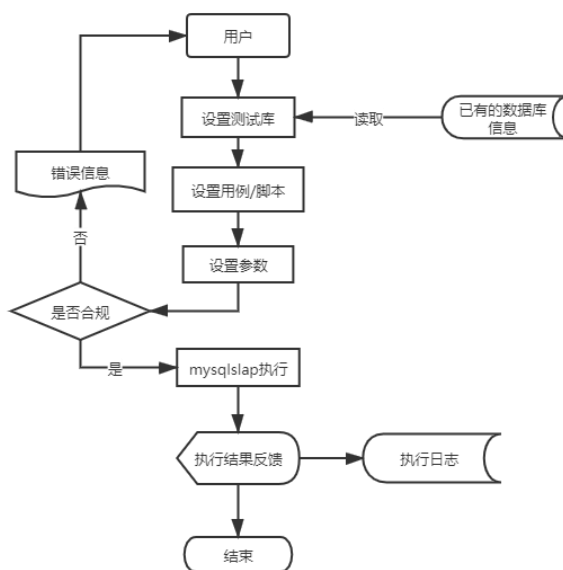 用户
设置测试库
读取
已有的数据库
信息
错误信息
设置用例/脚本
否
设置参数
是否合规
是
mysqlslap执行
执行结果反馈
执行日志
结束